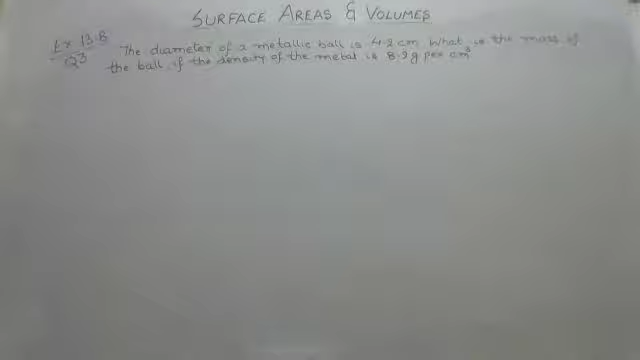 SURFACE AREAS & VOLUMES
Ex 13.8
Q3 The diameter of a metallic ball is 4.2 cm. What is the mass of
the ball, if the density of the metal is 8.9 g per cm³